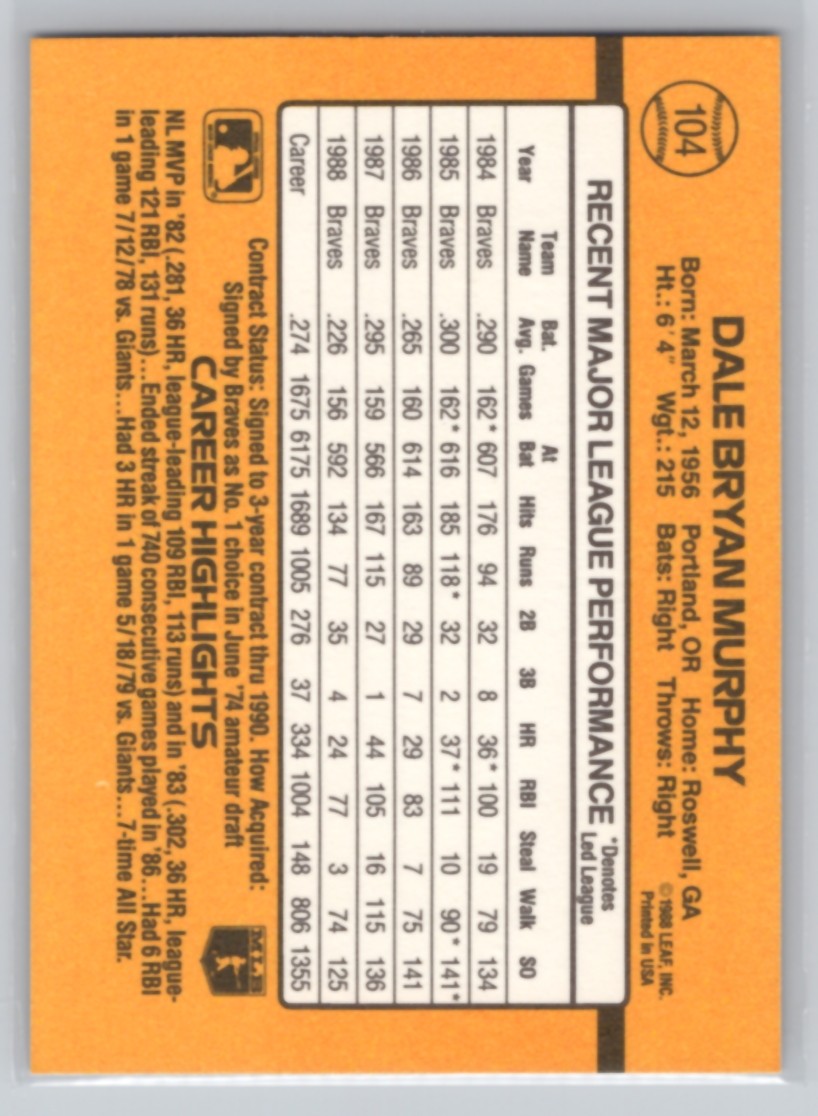 104
DALE BRYAN MURPHY
Born: March 12, 1956 Portland, OR Home: Roswell, GA
Ht.: 6' 4" Wgt.: 215 Bats: Right Throws: Right
© 1988 LEAF, INC.
Printed in USA
RECENT MAJOR LEAGUE PERFORMANCE *Denotes
Led League
Team Bat. At
Year Name Avg. Games Bat Hits Runs 2B 3B HR RBI Steal Walk SO
1984 Braves .290 162* 607 176 94 32 8 36* 100 19 79 134
1985 Braves .300 162* 616 185 118* 32 2 37* 111 10 90* 141*
1986 Braves .265 160 614 163 89 29 7 29 83 7 75 141
1987 Braves .295 159 566 167 115 27 1 44 105 16 115 136
1988 Braves .226 156 592 134 77 35 4 24 77 3 74 125
Career .274 1675 6175 1689 1005 276 37 334 1004 148 806 1355
Contract Status: Signed to 3-year contract thru 1990. How Acquired:
Signed by Braves as No. 1 choice in June '74 amateur draft
CAREER HIGHLIGHTS
MLB
NL MVP in '82 (.281, 36 HR, league-leading 109 RBI, 113 runs) and in '83 (.302, 36 HR, league-
leading 121 RBI, 131 runs)...Ended streak of 740 consecutive games played in '86...Had 6 RBI
in 1 game 7/12/78 vs. Giants...Had 3 HR in 1 game 5/18/79 vs. Giants...7-time All Star.